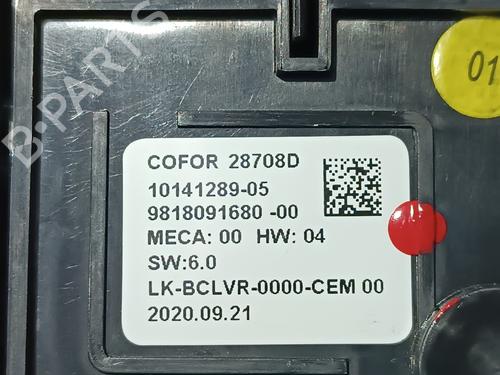 B-PARTS
01
COFOR 28708D
10141289-05
9818091680 -00
MECA: 00 HW: 04
SW:6.0
LK-BCLVR-0000-CEM 00
2020.09.21